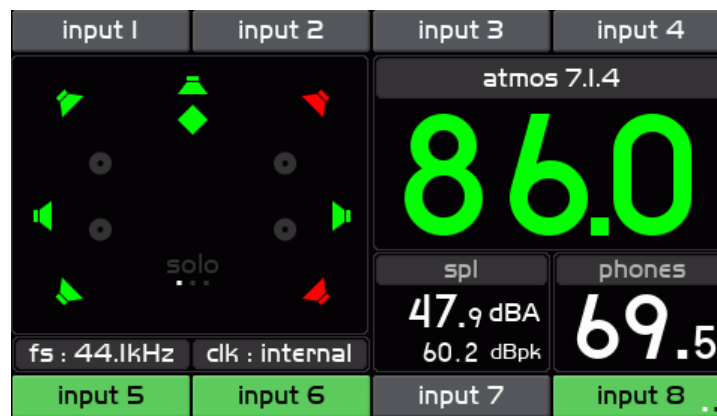 input 1
input 2
input 3
input 4
atmos 7.1.4
86.0
solo
spl
phones
47.9 dBA
60.2 dBpk
69.5
fs : 44.1kHz
clk : internal
input 5
input 6
input 7
input 8